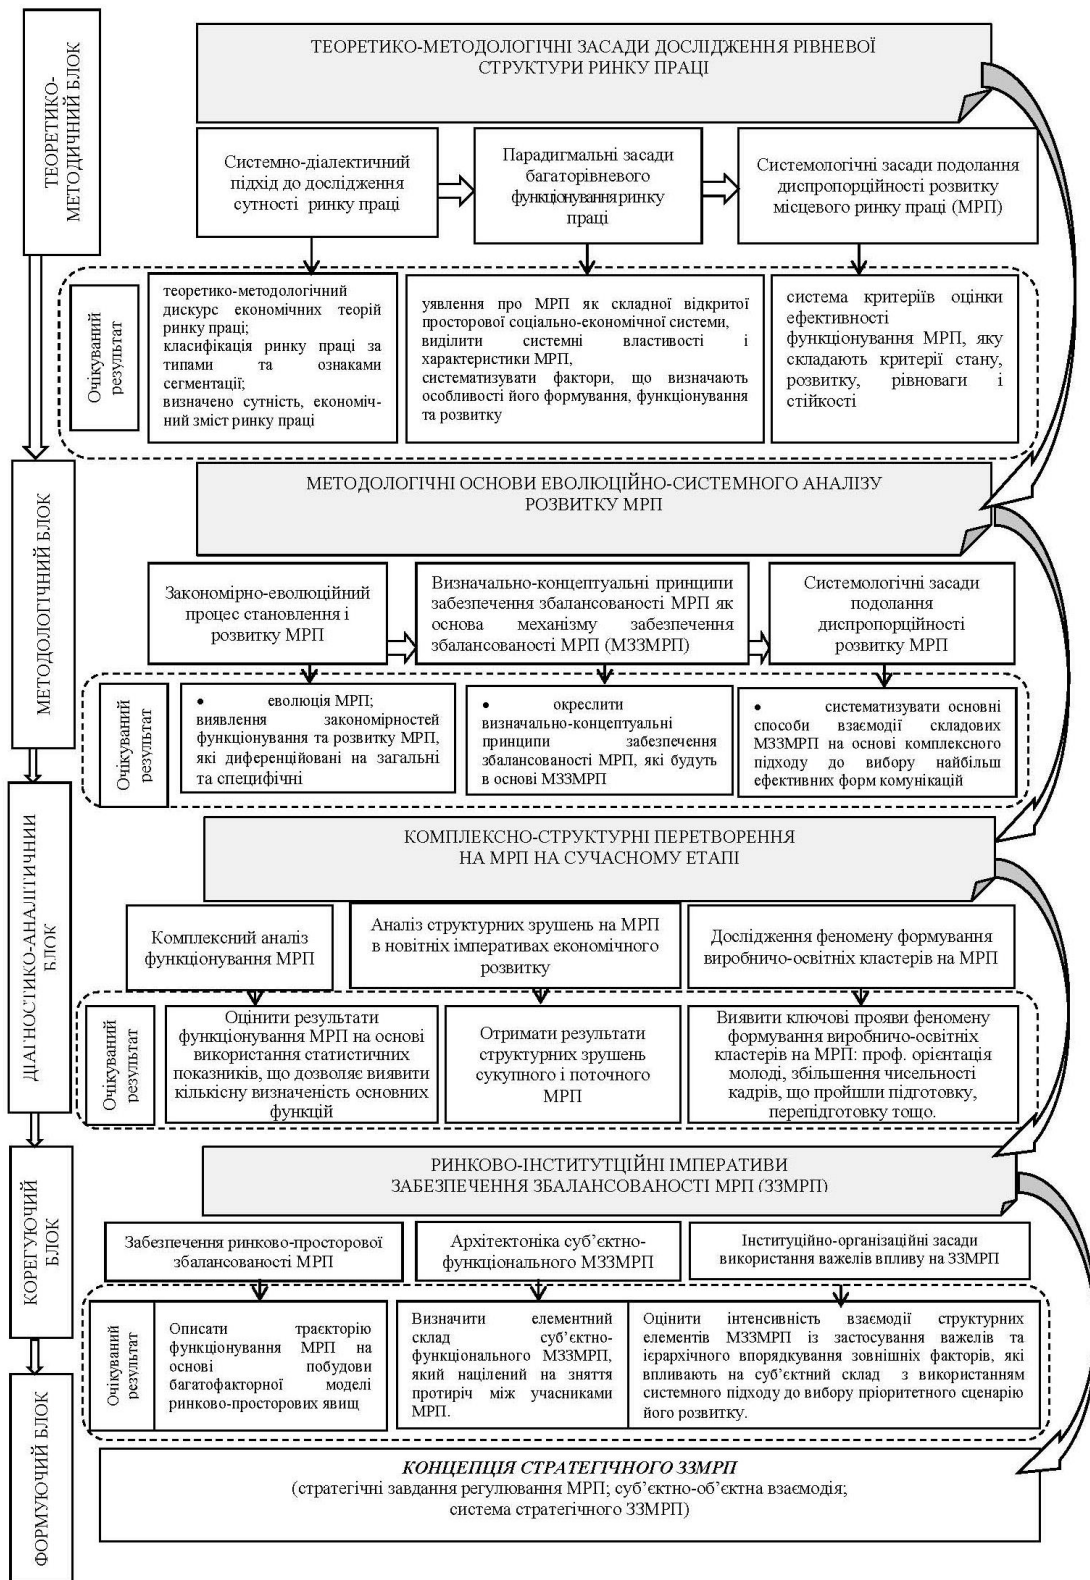 ТЕОРЕТИКО-
МЕТОДИЧНИЙ БЛОК
ТЕОРЕТИКО-МЕТОДОЛОГІЧНІ ЗАСАДИ ДОСЛІДЖЕННЯ РІВНЕВОЇ
СТРУКТУРИ РИНКУ ПРАЦІ
Системно-діалектичний
підхід до дослідження
сутності ринку праці
Парадигмальні засади
багаторівневого
функціонування ринку
праці
Системологічні засади подолання
диспропорційності розвитку
місцевого ринку праці (МРП)
Очікуваний
результат
теоретико-методологічний
дискурс економічних теорій
ринку праці;
класифікація ринку праці за
типами та ознаками
сегментації;
визначено сутність, економіч-
ний зміст ринку праці
уявлення про МРП як складної відкритої
просторової соціально-економічної системи,
виділити системні властивості і
характеристики МРП,
систематизувати фактори, що визначають
особливості його формування, функціонування
та розвитку
система критеріїв оцінки
ефективності
функціонування МРП, яку
складають критерії стану,
розвитку, рівноваги і
стійкості
МЕТОДОЛОГІЧНИЙ БЛОК
МЕТОДОЛОГІЧНІ ОСНОВИ ЕВОЛЮЦІЙНО-СИСТЕМНОГО АНАЛІЗУ
РОЗВИТКУ МРП
Закономірно-еволюційний
процес становлення і
розвитку МРП
Визначально-концептуальні принципи
забезпечення збалансованості МРП як
основа механізму забезпечення
збалансованості МРП (МЗЗМРП)
Системологічні засади
подолання
диспропорційності
розвитку МРП
Очікуваний
результат
• еволюція МРП;
виявлення закономірностей
функціонування та розвитку МРП,
які диференційовані на загальні
та специфічні
• окреслити
визначально-концептуальні
принципи забезпечення
збалансованості МРП, які будуть
в основі МЗЗМРП
• систематизувати основні
способи взаємодії складових
МЗЗМРП на основі комплексного
підходу до вибору найбільш
ефективних форм комунікацій
ДІАГНОСТИКО-АНАЛІТИЧНИИ
БЛОК
КОМПЛЕКСНО-СТРУКТУРНІ ПЕРЕТВОРЕННЯ
НА МРП НА СУЧАСНОМУ ЕТАПІ
Комплексний аналіз
функціонування МРП
Аналіз структурних зрушень на МРП
в новітніх імперативах економічного
розвитку
Дослідження феномену формування
виробничо-освітніх кластерів на МРП
Очікуваний
результат
Оцінити результати
функціонування МРП на основі
використання статистичних
показників, що дозволяє виявити
кількісну визначеність основних
функцій
Отримати результати
структурних зрушень
сукупного і поточного
МРП
Виявити ключові прояви феномену
формування виробничо-освітніх
кластерів на МРП: проф. орієнтація
молоді, збільшення чисельності
кадрів, що пройшли підготовку,
перепідготовку тощо.
КОРЕГУЮЧИЙ
БЛОК
РИНКОВО-ІНСТИТУТЦІЙНІ ІМПЕРАТИВИ
ЗАБЕЗПЕЧЕННЯ ЗБАЛАНСОВАНОСТІ МРП (ЗЗМРП)
Забезпечення ринково-просторової
збалансованості МРП
Архітектоніка суб’єктно-
функціонального МЗЗМРП
Інституційно-організаційні засади
використання важелів впливу на ЗЗМРП
Очікуваний
результат
Описати траєкторію
функціонування МРП на
основі побудови
багатофакторної моделі
ринково-просторових явищ
Визначити елементний
склад суб’єктно-
функціонального МЗЗМРП,
який націлений на зняття
протиріч між учасниками
МРП.
Оцінити інтенсивність взаємодії структурних
елементів МЗЗМРП із застосування важелів та
ієрархічного впорядкування зовнішніх факторів, які
впливають на суб’єктний склад з використанням
системного підходу до вибору пріоритетного сценарію
його розвитку.
ФОРМУЮЧИЙ БЛОК
КОНЦЕПЦІЯ СТРАТЕГІЧНОГО ЗЗМРП
(стратегічні завдання регулювання МРП; суб’єктно-об’єктна взаємодія;
система стратегічного ЗЗМРП)